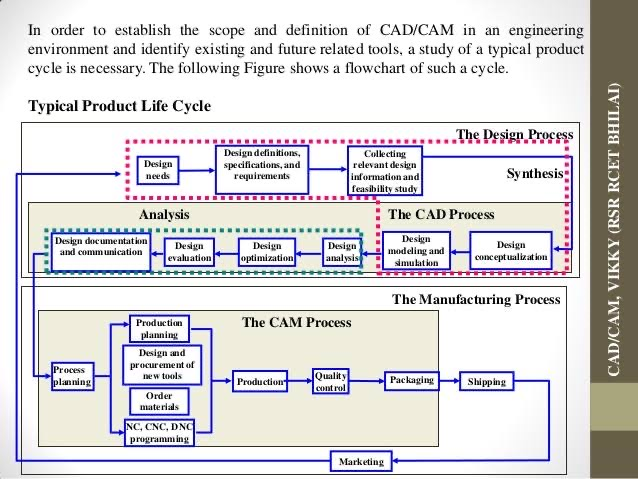 In order to establish the scope and definition of CAD/CAM in an engineering
environment and identify existing and future related tools, a study of a typical product
cycle is necessary. The following Figure shows a flowchart of such a cycle.
Typical Product Life Cycle
The Design Process
Design
needs
Design definitions,
specifications, and
requirements
Collecting
relevant design
information and
feasibility study
Synthesis
Analysis
The CAD Process
Design documentation
and communication
Design
evaluation
Design
optimization
Design
analysis
Design
modeling and
simulation
Design
conceptualization
The Manufacturing Process
The CAM Process
Process
planning
Production
planning
Design and
procurement of
new tools
Order
materials
NC, CNC, DNC
programming
Production
Quality
control
Packaging
Shipping
Marketing
CAD/CAM, VIKKY (RSR RCET BHILAI)